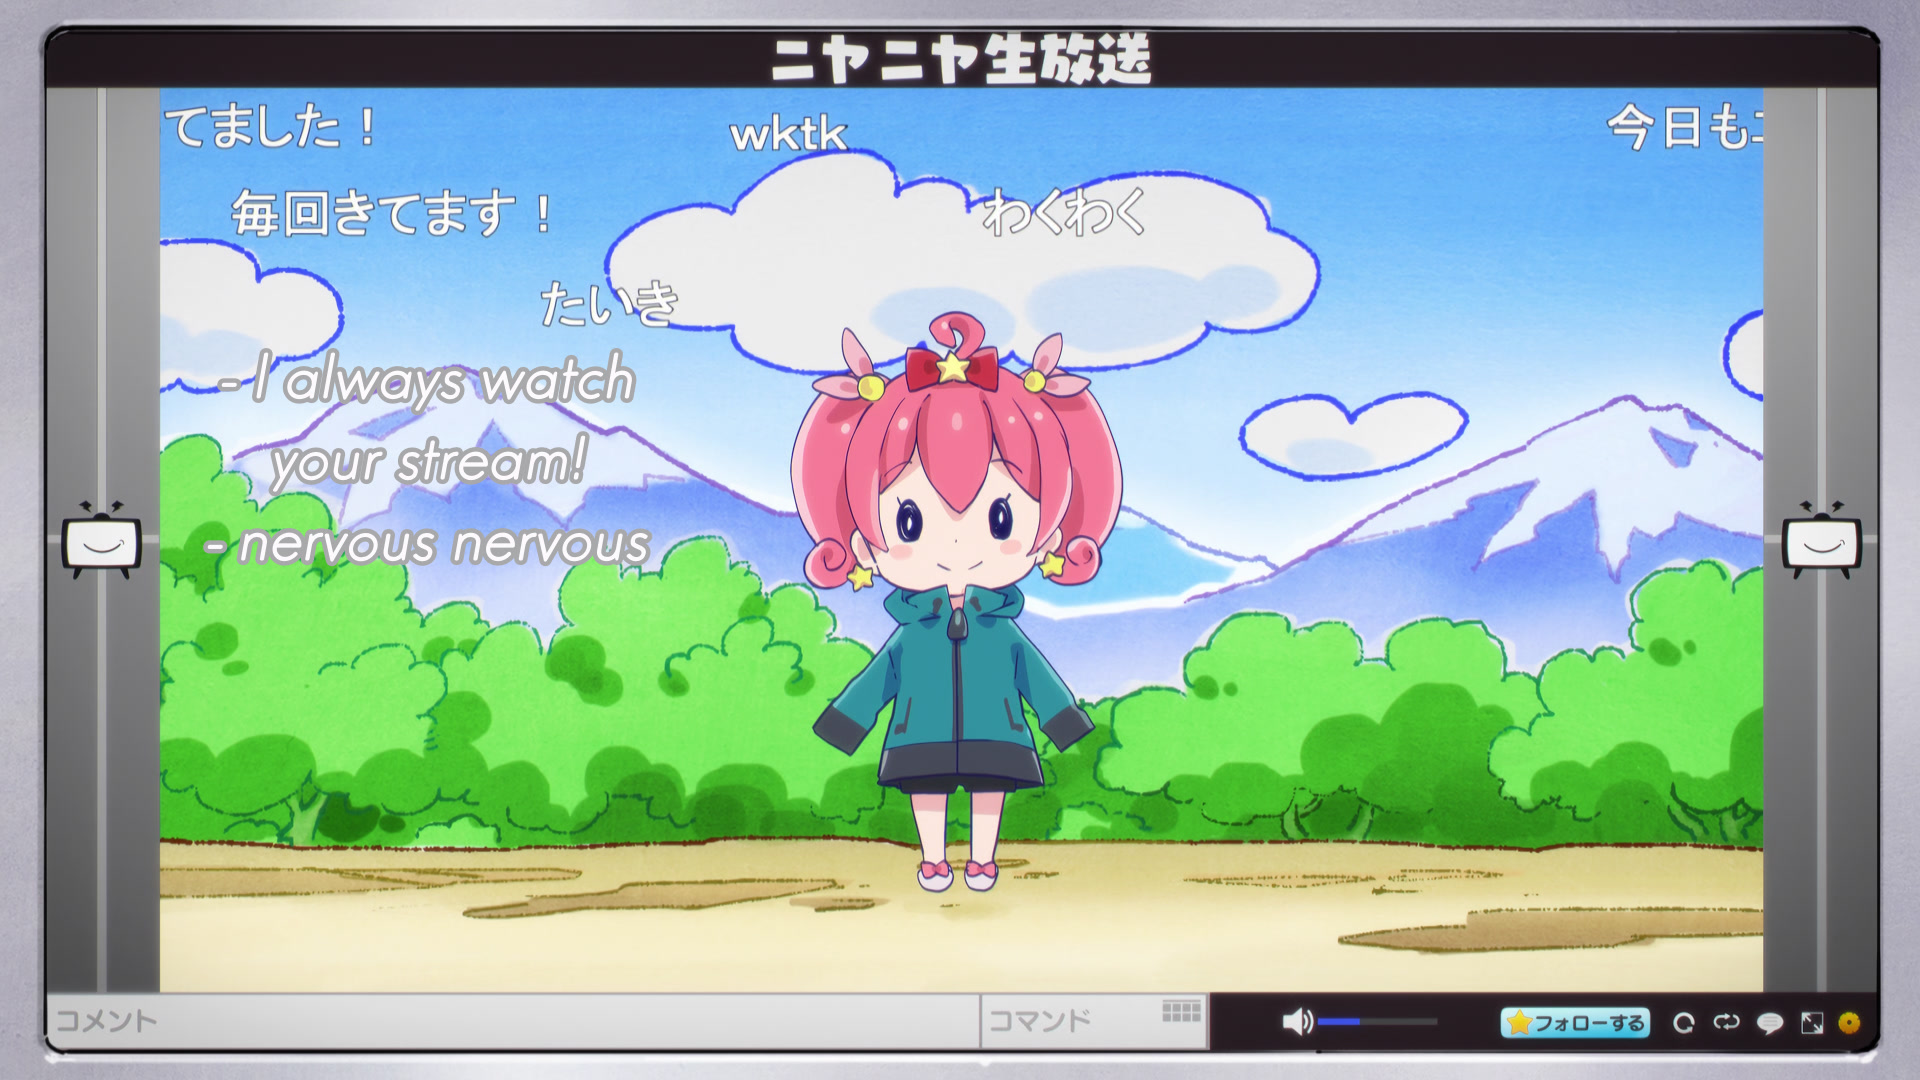 ニヤニヤ生放送
てました！
wktk
今日もニ
毎回きてます！
わくわく
たいき
- I always watch
your stream!
- nervous nervous
コメント
コマンド
フォローする